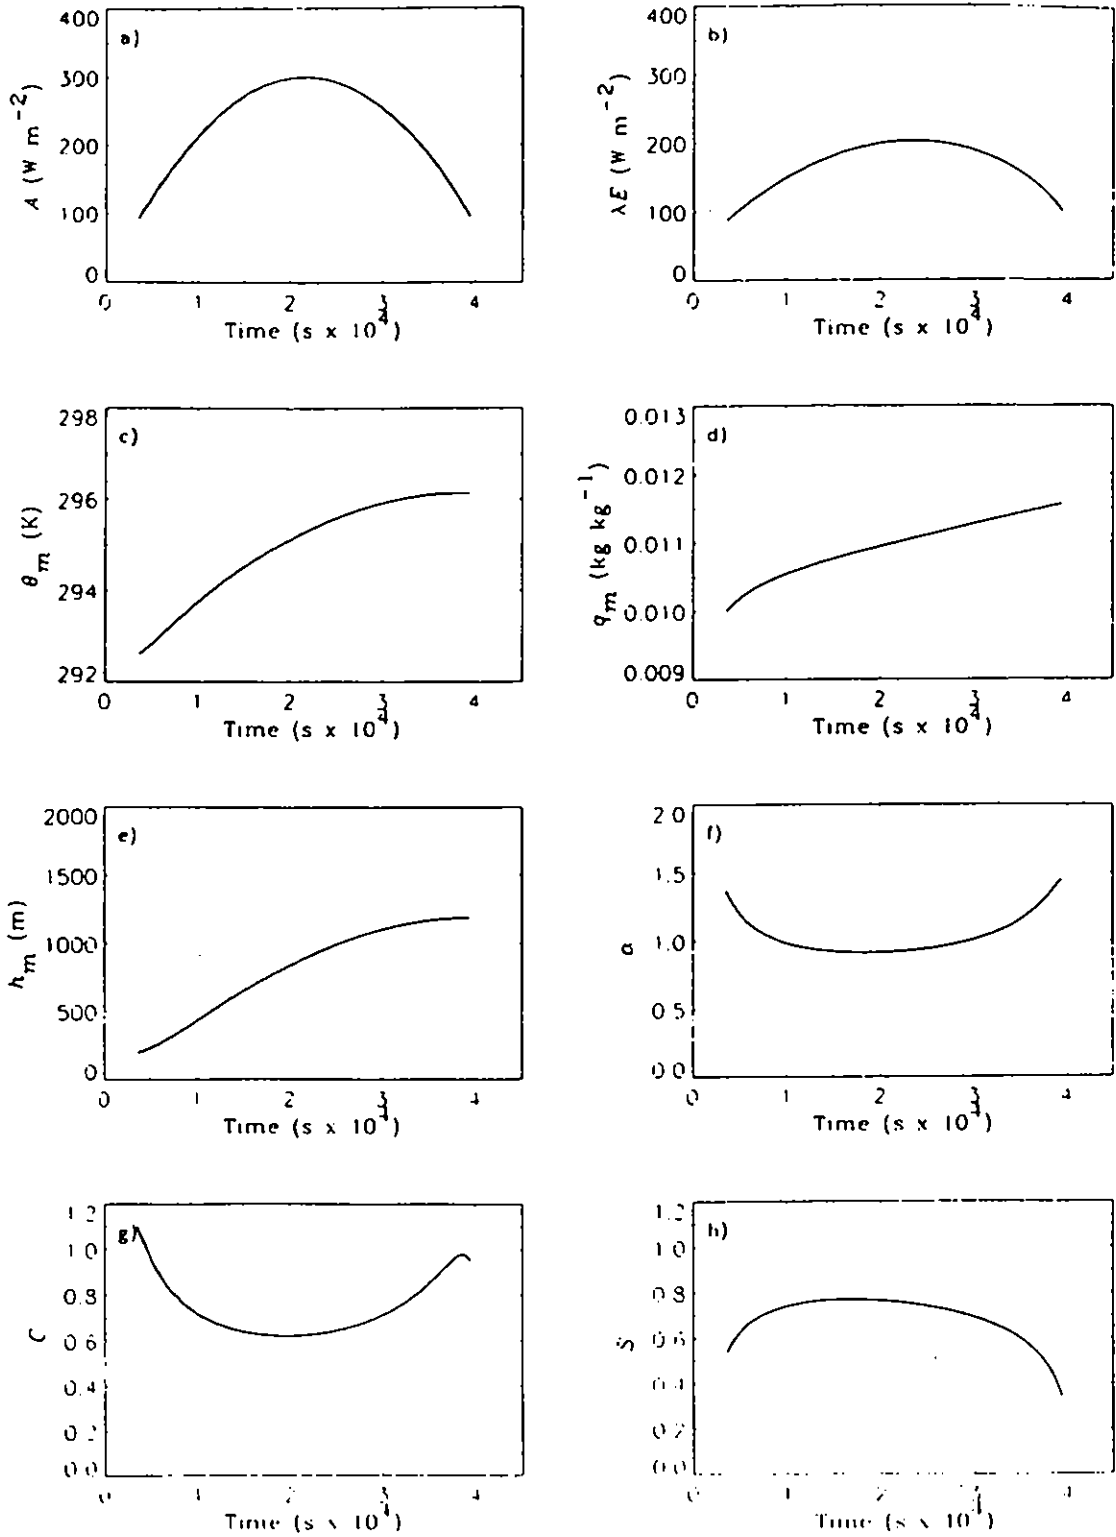 a)
A (W m⁻²)
400
300
200
100
0
0 1 2 3 4
Time (s x 10⁴)
b)
λE (W m⁻²)
400
300
200
100
0
0 1 2 3 4
Time (s x 10⁴)
c)
θm (K)
298
296
294
292
0 1 2 3 4
Time (s x 10⁴)
d)
qm (kg kg⁻¹)
0.013
0.012
0.011
0.010
0.009
0 1 2 3 4
Time (s x 10⁴)
e)
hm (m)
2000
1500
1000
500
0
0 1 2 3 4
Time (s x 10⁴)
f)
α
2.0
1.5
1.0
0.5
0.0
0 1 2 3 4
Time (s x 10⁴)
g)
C
1.2
1.0
0.8
0.6
0.4
0.2
0.0
0 1 2 3 4
Time (s x 10⁴)
h)
S
1.2
1.0
0.8
0.6
0.4
0.2
0.0
0 1 2 4
Time (s x 10⁴)